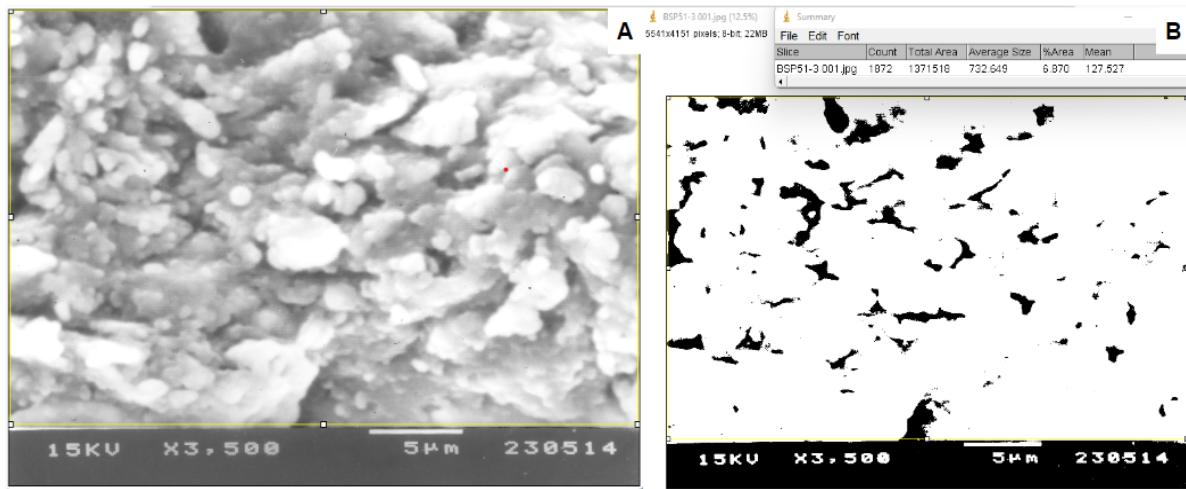 A
BSP51-3 001.jpg (12.5%)
5541x4151 pixels; 8-bit; 22MB
Summary
B
File Edit Font
Slice Count Total Area Average Size %Area Mean
BSP51-3 001.jpg 1872 1371518 732.649 6.870 127.527
15KV X3,500 5µm 230514
15KV X3,500 5µm 230514